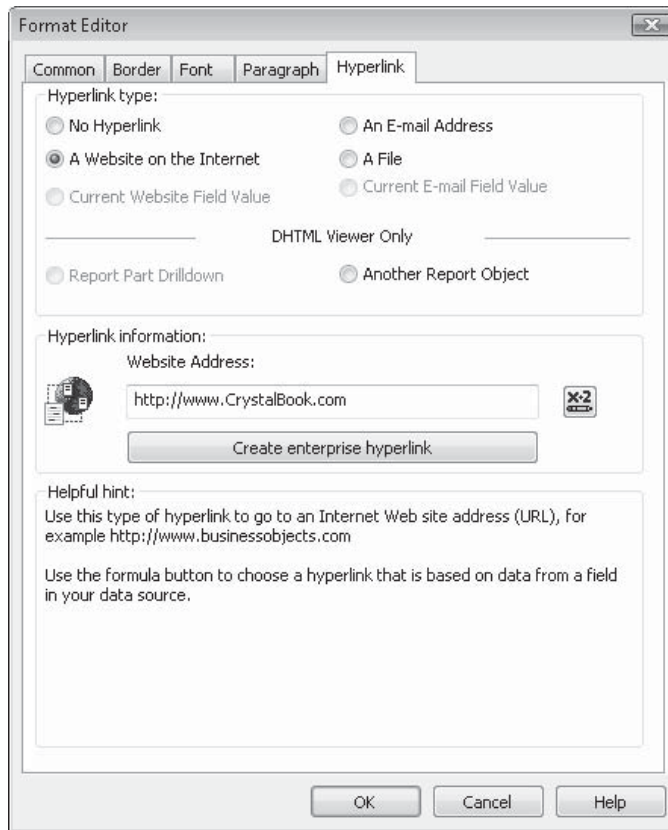 Format Editor
Common Border Font Paragraph Hyperlink
Hyperlink type:
No Hyperlink
An E-mail Address
A Website on the Internet
A File
Current Website Field Value
Current E-mail Field Value
DHTML Viewer Only
Report Part Drilldown
Another Report Object
Hyperlink information:
Website Address:
http://www.CrystalBook.com
X·2
Create enterprise hyperlink
Helpful hint:
Use this type of hyperlink to go to an Internet Web site address (URL), for
example http://www.businessobjects.com
Use the formula button to choose a hyperlink that is based on data from a field
in your data source.
OK Cancel Help